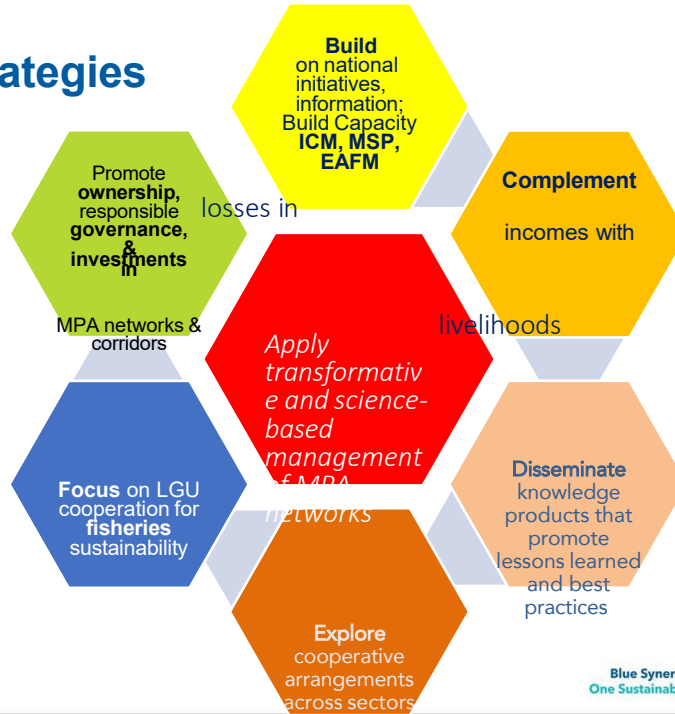 rategies
Build
on national
initiatives,
information;
Build Capacity
ICM, MSP,
EAFM
Promote
ownership,
responsible
governance,
&
investments
in
MPA networks &
corridors
losses in
Complement
incomes with
livelihoods
Apply
transformativ
e and science-
based
management
of MPA
networks
Focus on LGU
cooperation for
fisheries
sustainability
Disseminate
knowledge
products that
promote
lessons learned
and best
practices
Explore
cooperative
arrangements
across sectors
Blue Syner
One Sustainab